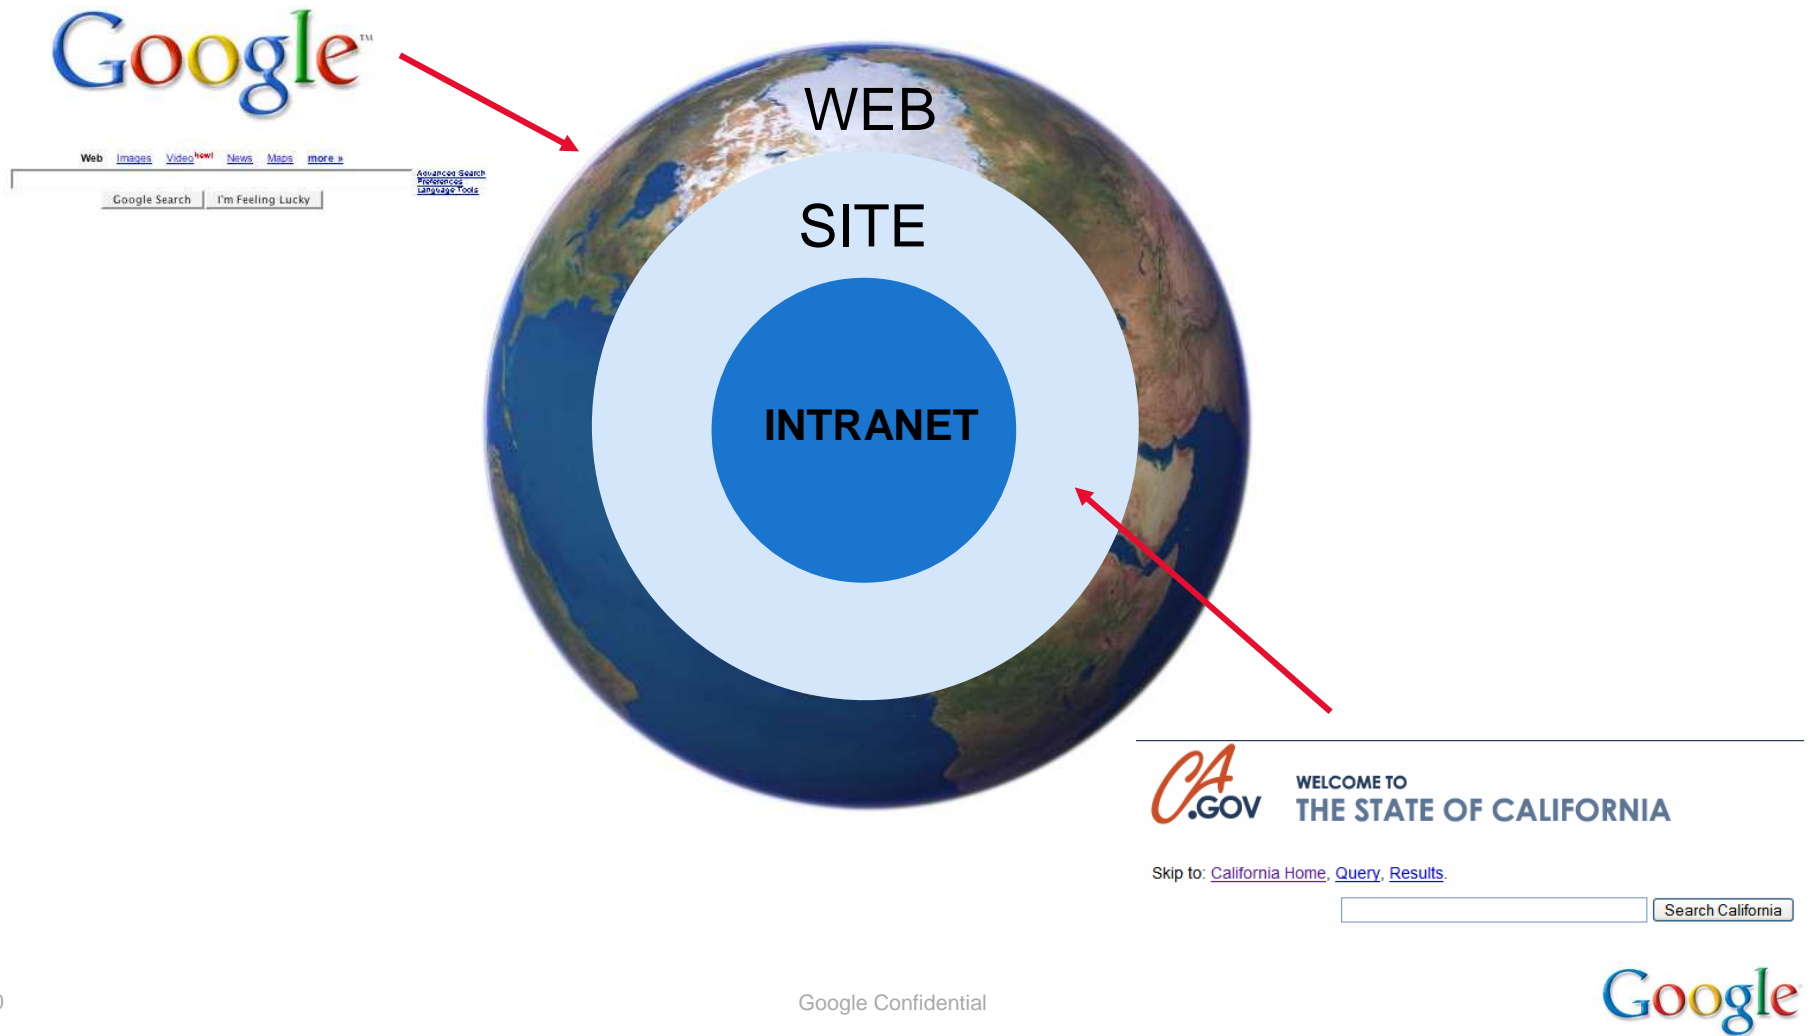 Google™
Web Images Video New! News Maps more »
Advanced Search
Preferences
Language Tools
Google Search I'm Feeling Lucky
WEB
SITE
INTRANET
CA.GOV
WELCOME TO
THE STATE OF CALIFORNIA
Skip to: California Home, Query, Results.
Search California
Google Confidential
Google